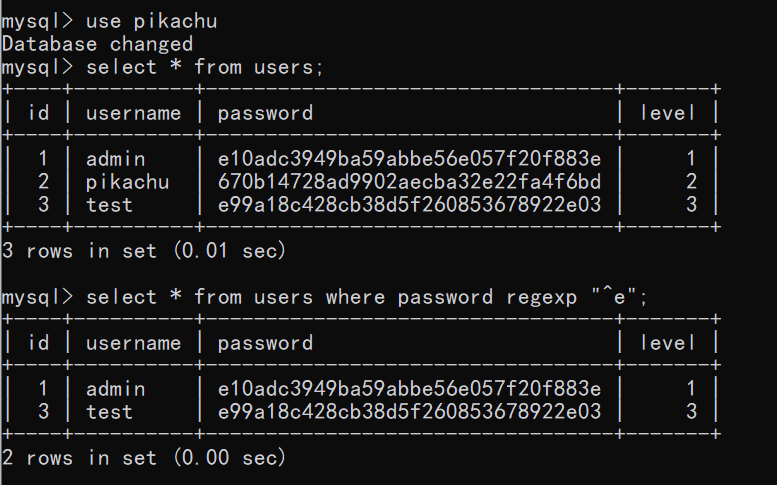 mysql> use pikachu
Database changed
mysql> select * from users;
+----+----------+----------------------------------+-------+
| id | username | password                         | level |
+----+----------+----------------------------------+-------+
|  1 | admin    | e10adc3949ba59abbe56e057f20f883e |     1 |
|  2 | pikachu  | 670b14728ad9902aecba32e22fa4f6bd |     2 |
|  3 | test     | e99a18c428cb38d5f260853678922e03 |     3 |
+----+----------+----------------------------------+-------+
3 rows in set (0.01 sec)

mysql> select * from users where password regexp "^e";
+----+----------+----------------------------------+-------+
| id | username | password                         | level |
+----+----------+----------------------------------+-------+
|  1 | admin    | e10adc3949ba59abbe56e057f20f883e |     1 |
|  3 | test     | e99a18c428cb38d5f260853678922e03 |     3 |
+----+----------+----------------------------------+-------+
2 rows in set (0.00 sec)